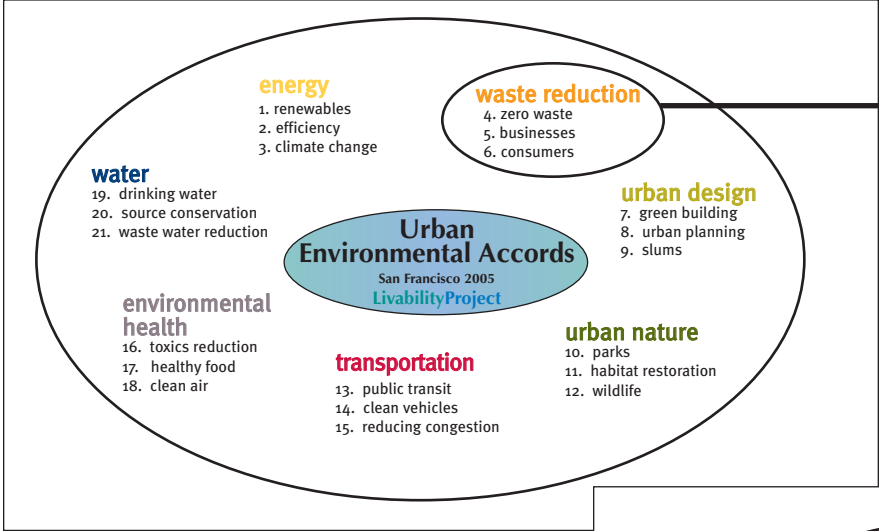 energy
1. renewables
2. efficiency
3. climate change
waste reduction
4. zero waste
5. businesses
6. consumers
water
19. drinking water
20. source conservation
21. waste water reduction
urban design
7. green building
8. urban planning
9. slums
Urban
Environmental Accords
San Francisco 2005
LivabilityProject
environmental
health
16. toxics reduction
17. healthy food
18. clean air
transportation
13. public transit
14. clean vehicles
15. reducing congestion
urban nature
10. parks
11. habitat restoration
12. wildlife